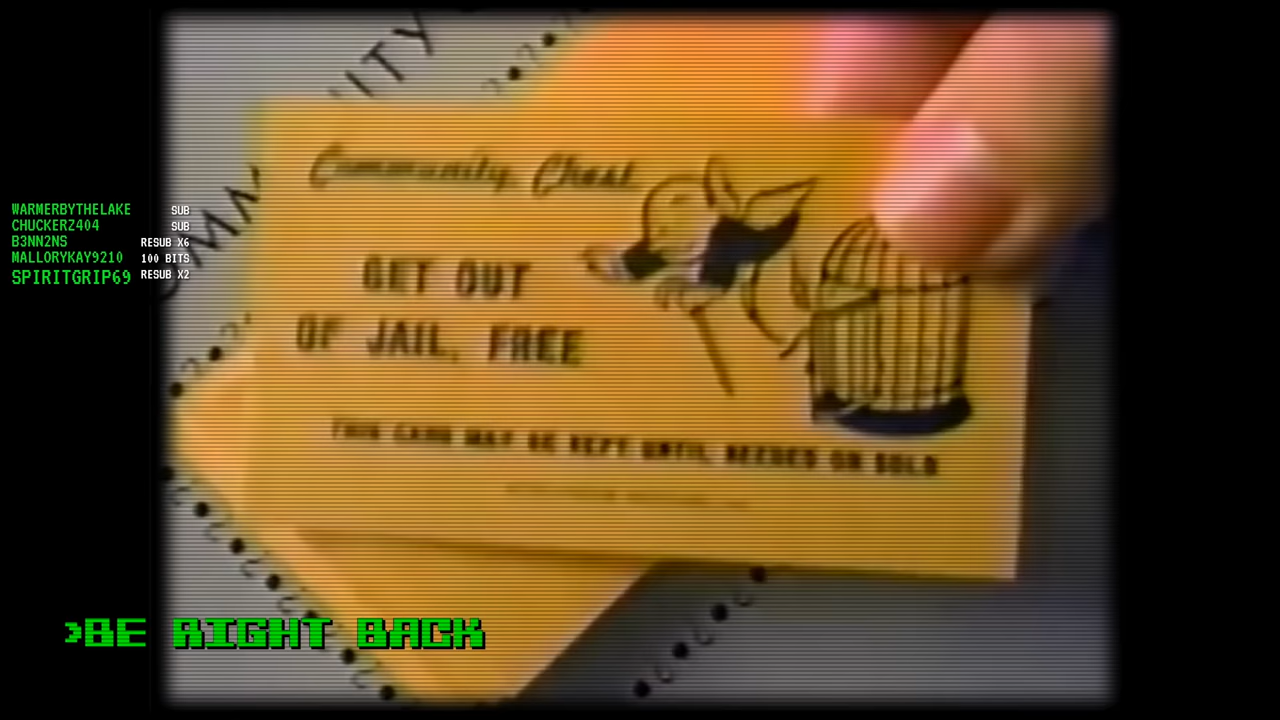 COMMUNITY
Community Chest
GET OUT
OF JAIL, FREE
THIS CARD MAY BE KEPT UNTIL NEEDED OR SOLD
WARMERBYTHELAKE SUB
CHUCKERZ404 SUB
B3NN2NS RESUB X6
MALLORYKAY9210 100 BITS
SPIRITGRIP69 RESUB X2
>BE RIGHT BACK